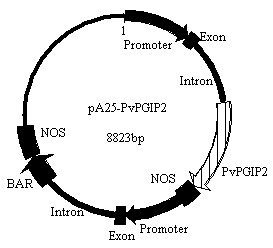 1
Promoter
Exon
Intron
pA25-PvPGIP2
8823bp
NOS
PvPGIP2
NOS
BAR
Intron
Exon
Promoter